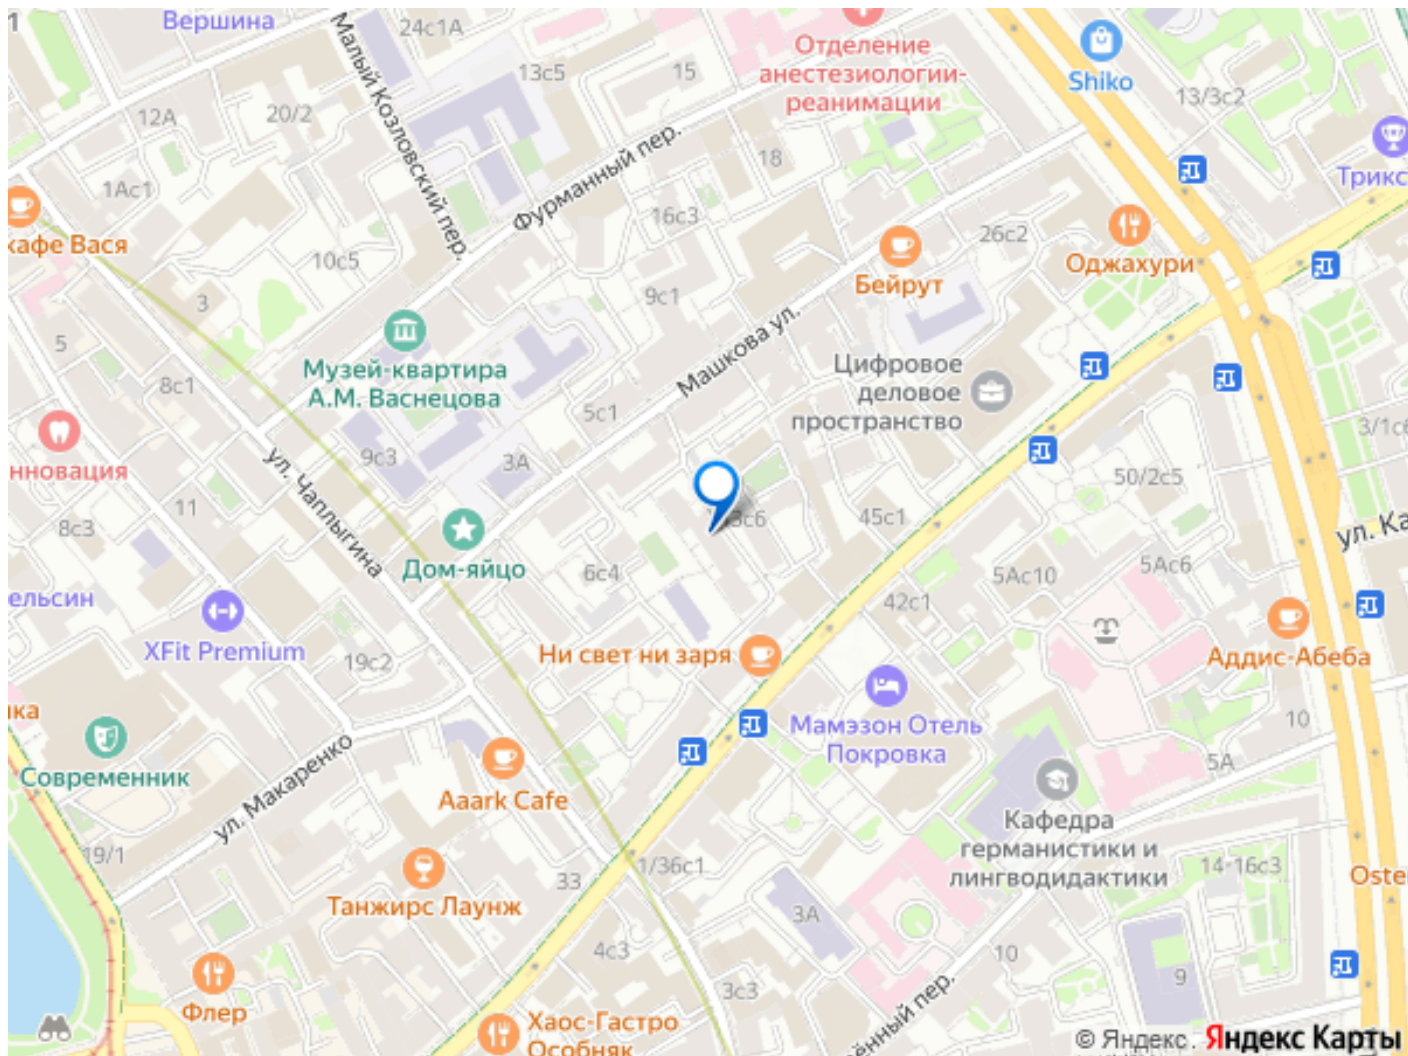 1
Вершина
24с1А
Отделение
анестезиологии-
реанимации
Shiko
13/3с2
Малый Козловский пер.
13с5
15
12А
20/2
Фурманный пер.
18
1Ас1
16с3
26с2
кафе Вася
10с5
Бейрут
Оджахури
3
9с1
5
Музей-квартира
А.М. Васнецова
Машкова ул.
Цифровое
деловое
пространство
8с1
5с1
3/1с6
нновация
ул. Чаплыгина
9с3
3А
50/2с5
11
8с3
45с1
ул. Ка
Дом-яйцо
6с4
5Ас10
5Ас6
ельсин
42с1
XFit Premium
19с2
Ни свет ни заря
Аддис-Абеба
Мамэзон Отель
Покровка
10
Современник
ул. Макаренко
5А
Aaark Cafe
Кафедра
германистики и
лингводидактики
19/1
1/36с1
33
14-16с3
Oste
Танжирс Лаунж
3А
4с3
10
9
3с3
Флер
Хаос-Гастро
Особняк
ённый пер.
© Яндекс. Яндекс Карты